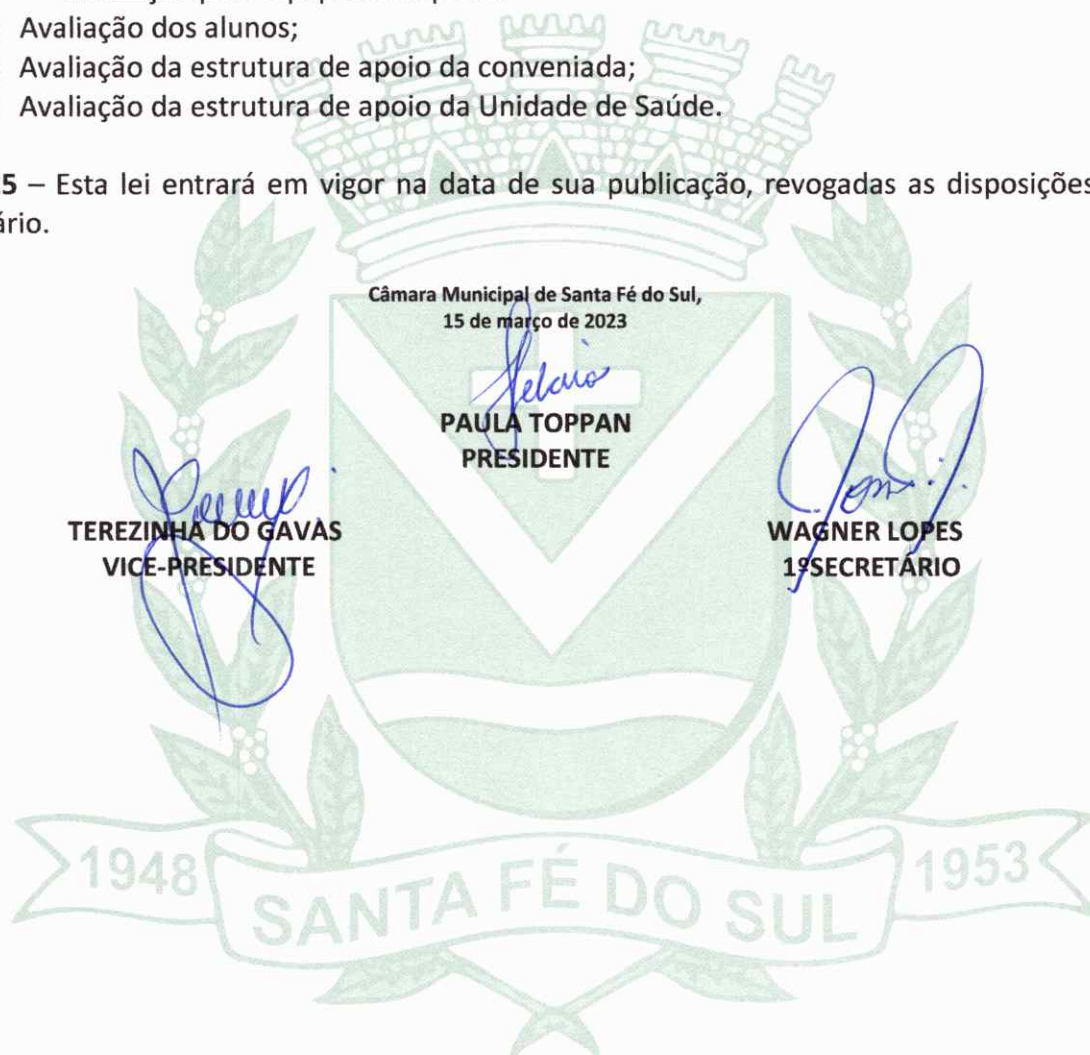 Avaliação dos alunos;
Avaliação da estrutura de apoio da conveniada;
Avaliação da estrutura de apoio da Unidade de Saúde.
5 – Esta lei entrará em vigor na data de sua publicação, revogadas as disposições
ário.
Câmara Municipal de Santa Fé do Sul,
15 de março de 2023
PAULA TOPPAN
PRESIDENTE
TEREZINHA DO GAVAS
VICE-PRESIDENTE
WAGNER LOPES
1ºSECRETÁRIO
1948
SANTA FÉ DO SUL
1953